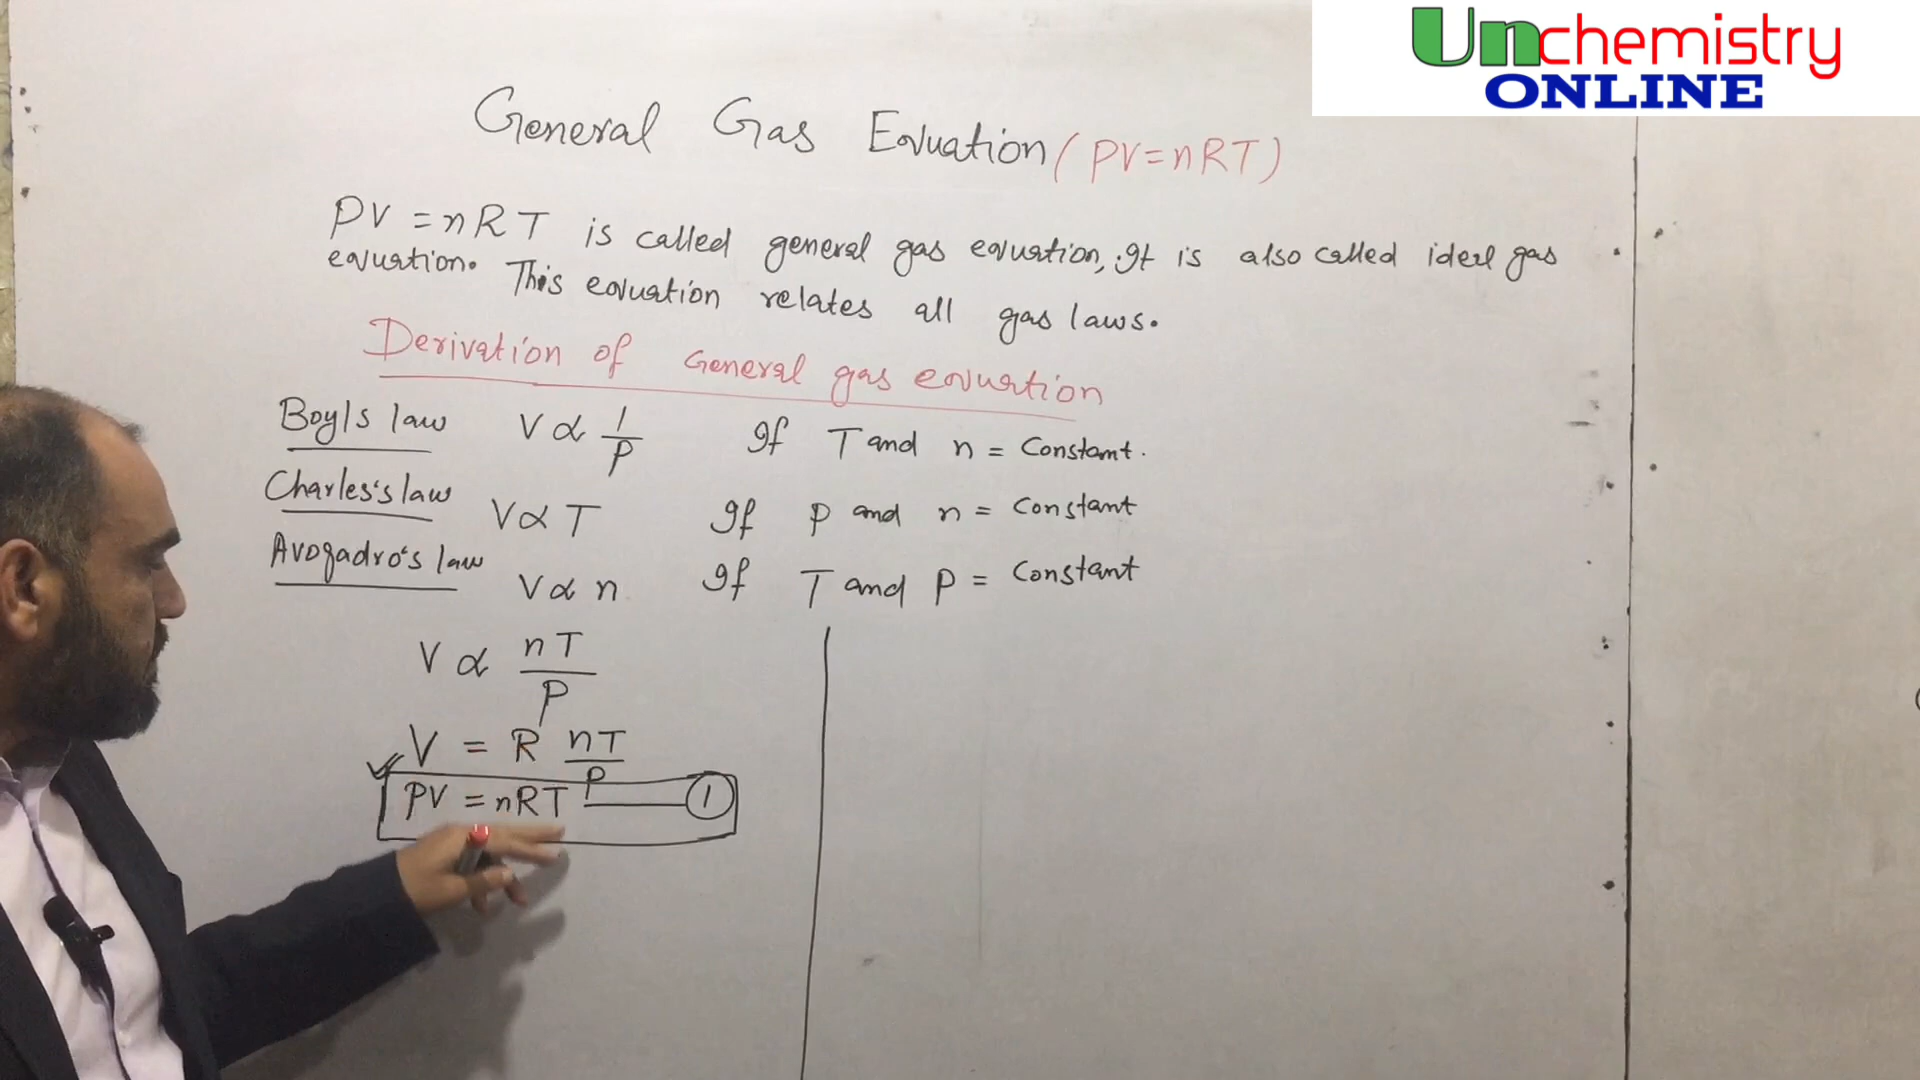 Unchemistry
ONLINE
General Gas Equation (PV=nRT)
PV = nRT is called general gas equation, It is also called ideal gas
equation. This equation relates all gas laws.
Derivation of General gas equation
Boyls law V ∝ 1/P If T and n = Constant.
Charles's law V ∝ T If P and n = Constant
Avogadro's law V ∝ n If T and P = Constant
V ∝ nT/P
V = R nT/P
PV = nRT — 1